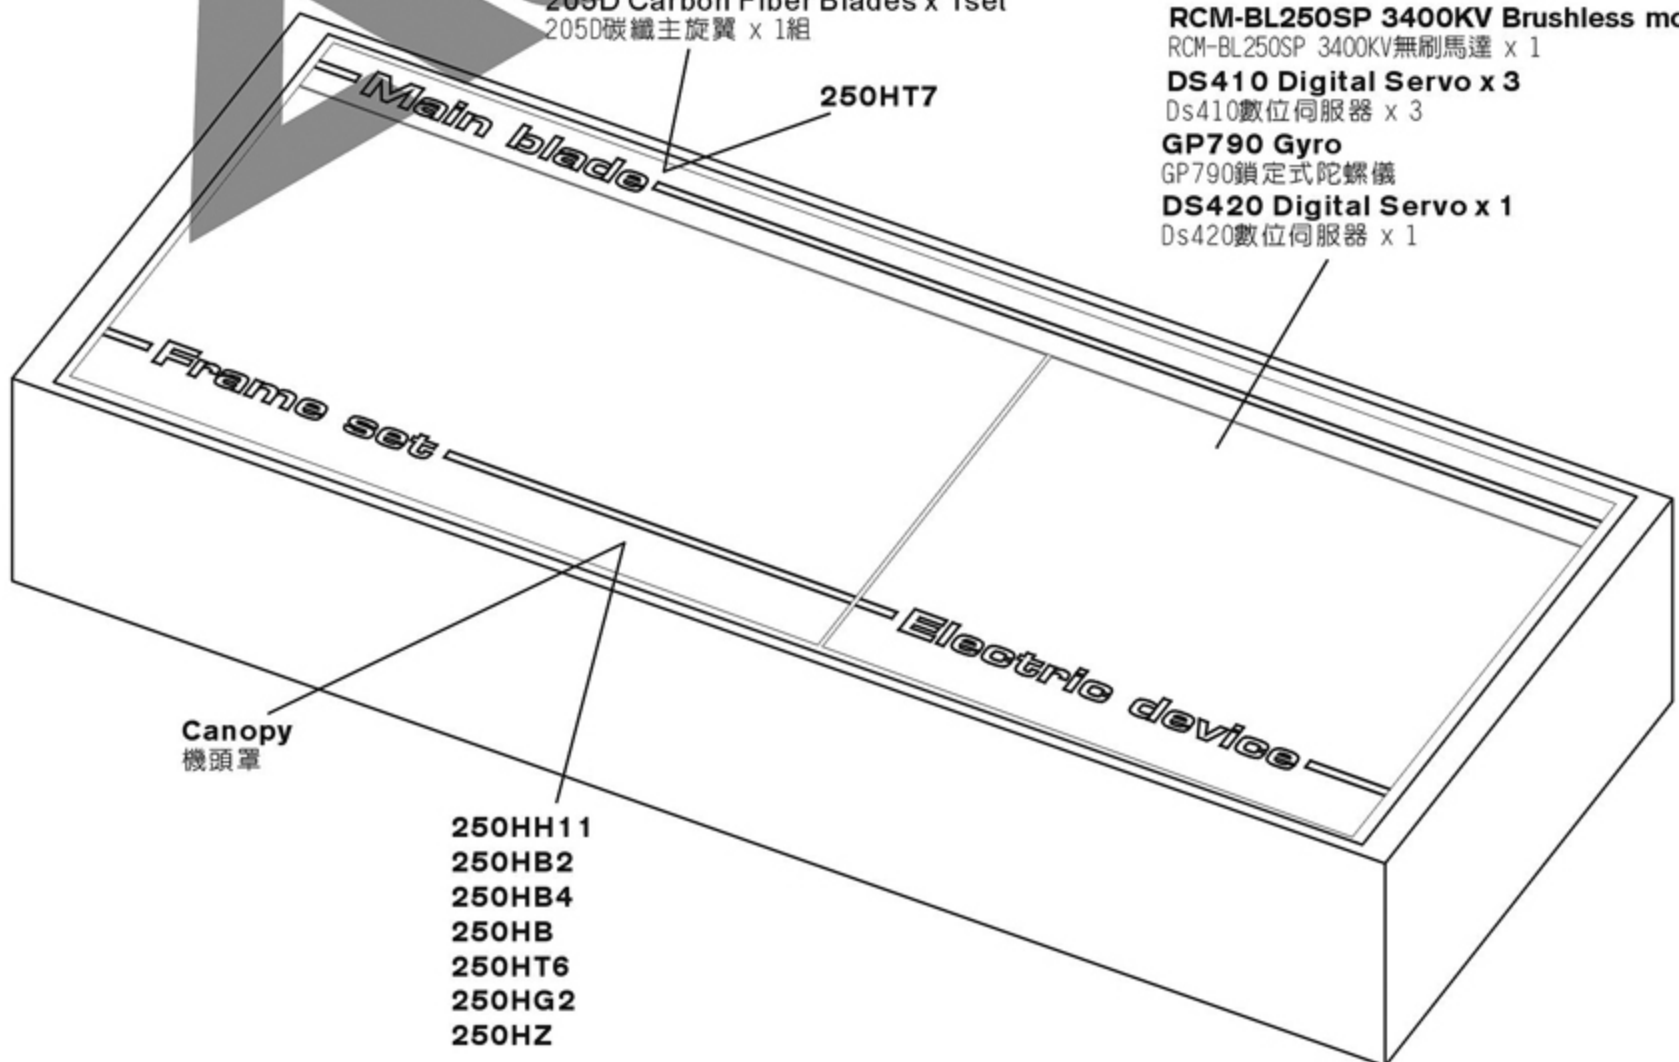 205D Carbon Fiber Blades x 1set
205D碳纖主旋翼 x 1組
250HT7
RCM-BL250SP 3400KV Brushless
RCM-BL250SP 3400KV無刷馬達 x 1
DS410 Digital Servo x 3
Ds410數位伺服器 x 3
GP790 Gyro
GP790鎖定式陀螺儀
DS420 Digital Servo x 1
Ds420數位伺服器 x 1
Main blade
Frame set
Electric device
Canopy
機頭罩
250HH11
250HB2
250HB4
250HB
250HT6
250HG2
250HZ